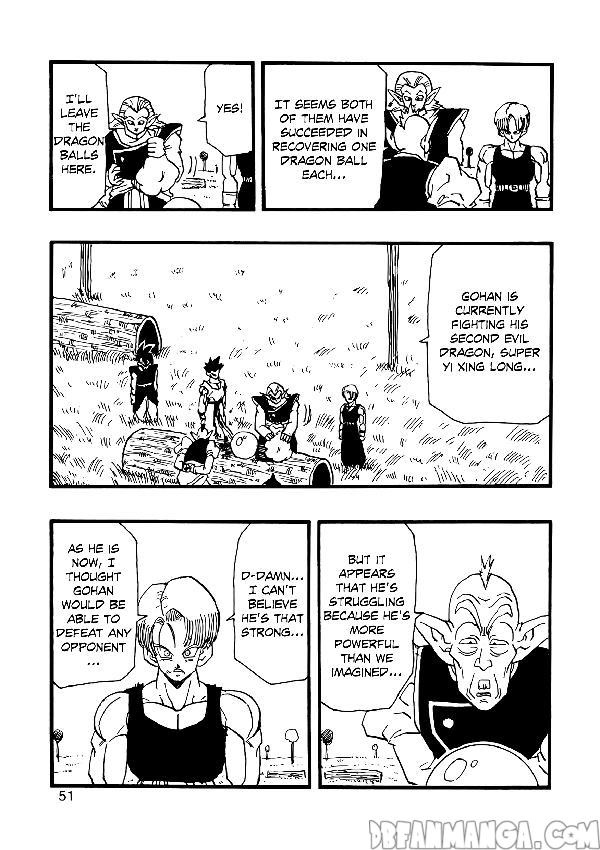 IT SEEMS BOTH
OF THEM HAVE
SUCCEEDED IN
RECOVERING ONE
DRAGON BALL
EACH...
YES!
I'LL
LEAVE
THE
DRAGON
BALLS
HERE.
GOHAN IS
CURRENTLY
FIGHTING HIS
SECOND EVIL
DRAGON, SUPER
YI XING LONG...
BUT IT
APPEARS
THAT HE'S
STRUGGLING
BECAUSE HE'S
MORE
POWERFUL
THAN WE
IMAGINED...
D-DAMN...
I CAN'T
BELIEVE
HE'S THAT
STRONG...
AS HE IS
NOW, I
THOUGHT
GOHAN
WOULD BE
ABLE TO
DEFEAT ANY
OPPONENT
...
51
DBFANMANGA.COM